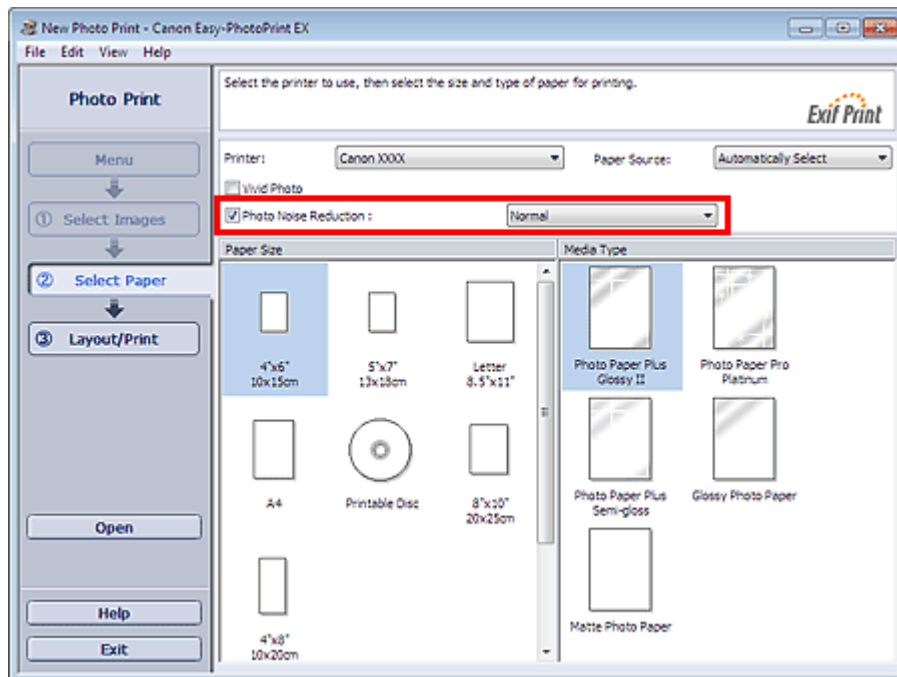 New Photo Print - Canon Easy-PhotoPrint EX
File Edit View Help
Photo Print
Select the printer to use, then select the size and type of paper for printing.
Exif Print
Menu
Printer: Canon XXXX Paper Source: Automatically Select
Vivid Photo
① Select Images
Photo Noise Reduction : Normal
Paper Size
Media Type
② Select Paper
③ Layout/Print
4"x6"
10x15cm
5"x7"
13x18cm
Letter
8.5"x11"
Photo Paper Plus
Glossy II
Photo Paper Pro
Platinum
A4
Printable Disc
8"x10"
20x25cm
Photo Paper Plus
Semi-gloss
Glossy Photo Paper
Open
4"x8"
10x20cm
Matte Photo Paper
Help
Exit